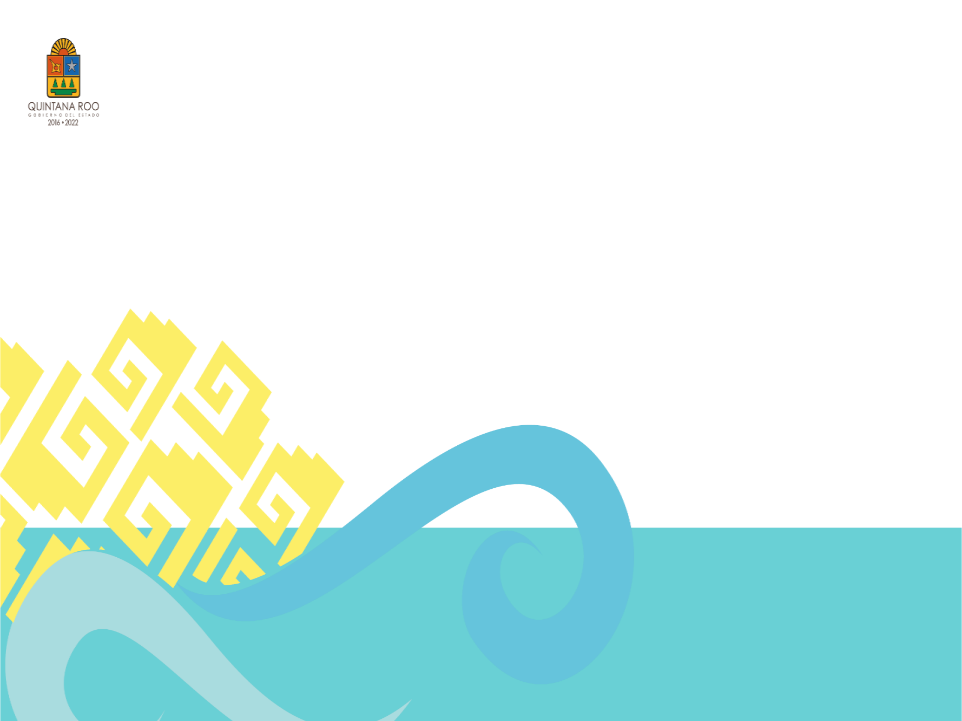 QUINTANA ROO
GOBIERNO DEL ESTADO
2016 • 2022